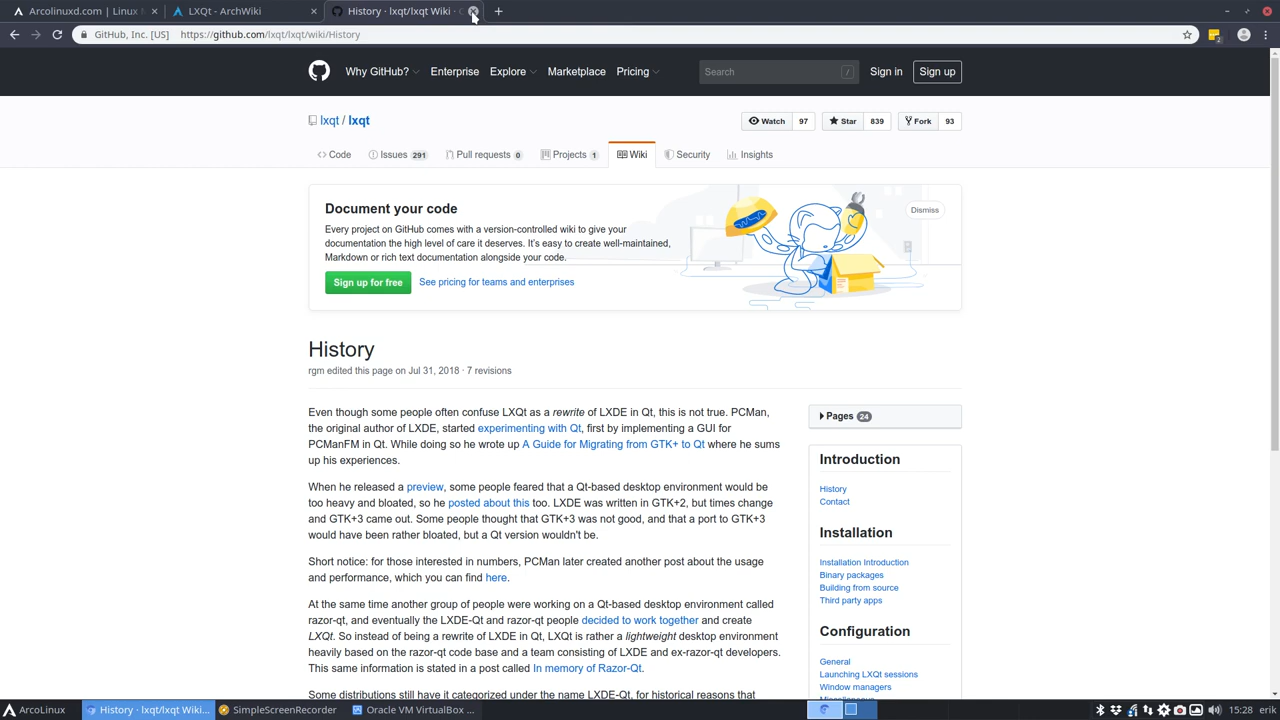 Arcolinuxd.com | Linux
LXQt - ArchWiki
History · lxqt/lxqt Wiki ·
GitHub, Inc. [US] https://github.com/lxqt/lxqt/wiki/History
Why GitHub? Enterprise Explore Marketplace Pricing Search / Sign in Sign up
lxqt / lxqt
Watch 97 Star 839 Fork 93
Code Issues 291 Pull requests 0 Projects 1 Wiki Security Insights
Document your code
Dismiss
Every project on GitHub comes with a version-controlled wiki to give your
documentation the high level of care it deserves. It's easy to create well-maintained,
Markdown or rich text documentation alongside your code.
Sign up for free See pricing for teams and enterprises
History
rgm edited this page on Jul 31, 2018 · 7 revisions
Even though some people often confuse LXQt as a rewrite of LXDE in Qt, this is not true. PCMan,
the original author of LXDE, started experimenting with Qt, first by implementing a GUI for
PCManFM in Qt. While doing so he wrote up A Guide for Migrating from GTK+ to Qt where he sums
up his experiences.
When he released a preview, some people feared that a Qt-based desktop environment would be
too heavy and bloated, so he posted about this too. LXDE was written in GTK+2, but times change
and GTK+3 came out. Some people thought that GTK+3 was not good, and that a port to GTK+3
would have been rather bloated, but a Qt version wouldn't be.
Short notice: for those interested in numbers, PCMan later created another post about the usage
and performance, which you can find here.
At the same time another group of people were working on a Qt-based desktop environment called
razor-qt, and eventually the LXDE-Qt and razor-qt people decided to work together and create
LXQt. So instead of being a rewrite of LXDE in Qt, LXQt is rather a lightweight desktop environment
heavily based on the razor-qt code base and a team consisting of LXDE and ex-razor-qt developers.
This same information is stated in a post called In memory of Razor-Qt.
Some distributions still have it categorized under the name LXDE-Qt, for historical reasons that
Pages 24
Introduction
History
Contact
Installation
Installation Introduction
Binary packages
Building from source
Third party apps
Configuration
General
Launching LXQt sessions
Window managers
ArcoLinux
History · lxqt/lxqt Wiki...
SimpleScreenRecorder
Oracle VM VirtualBox ...
15:28 erik